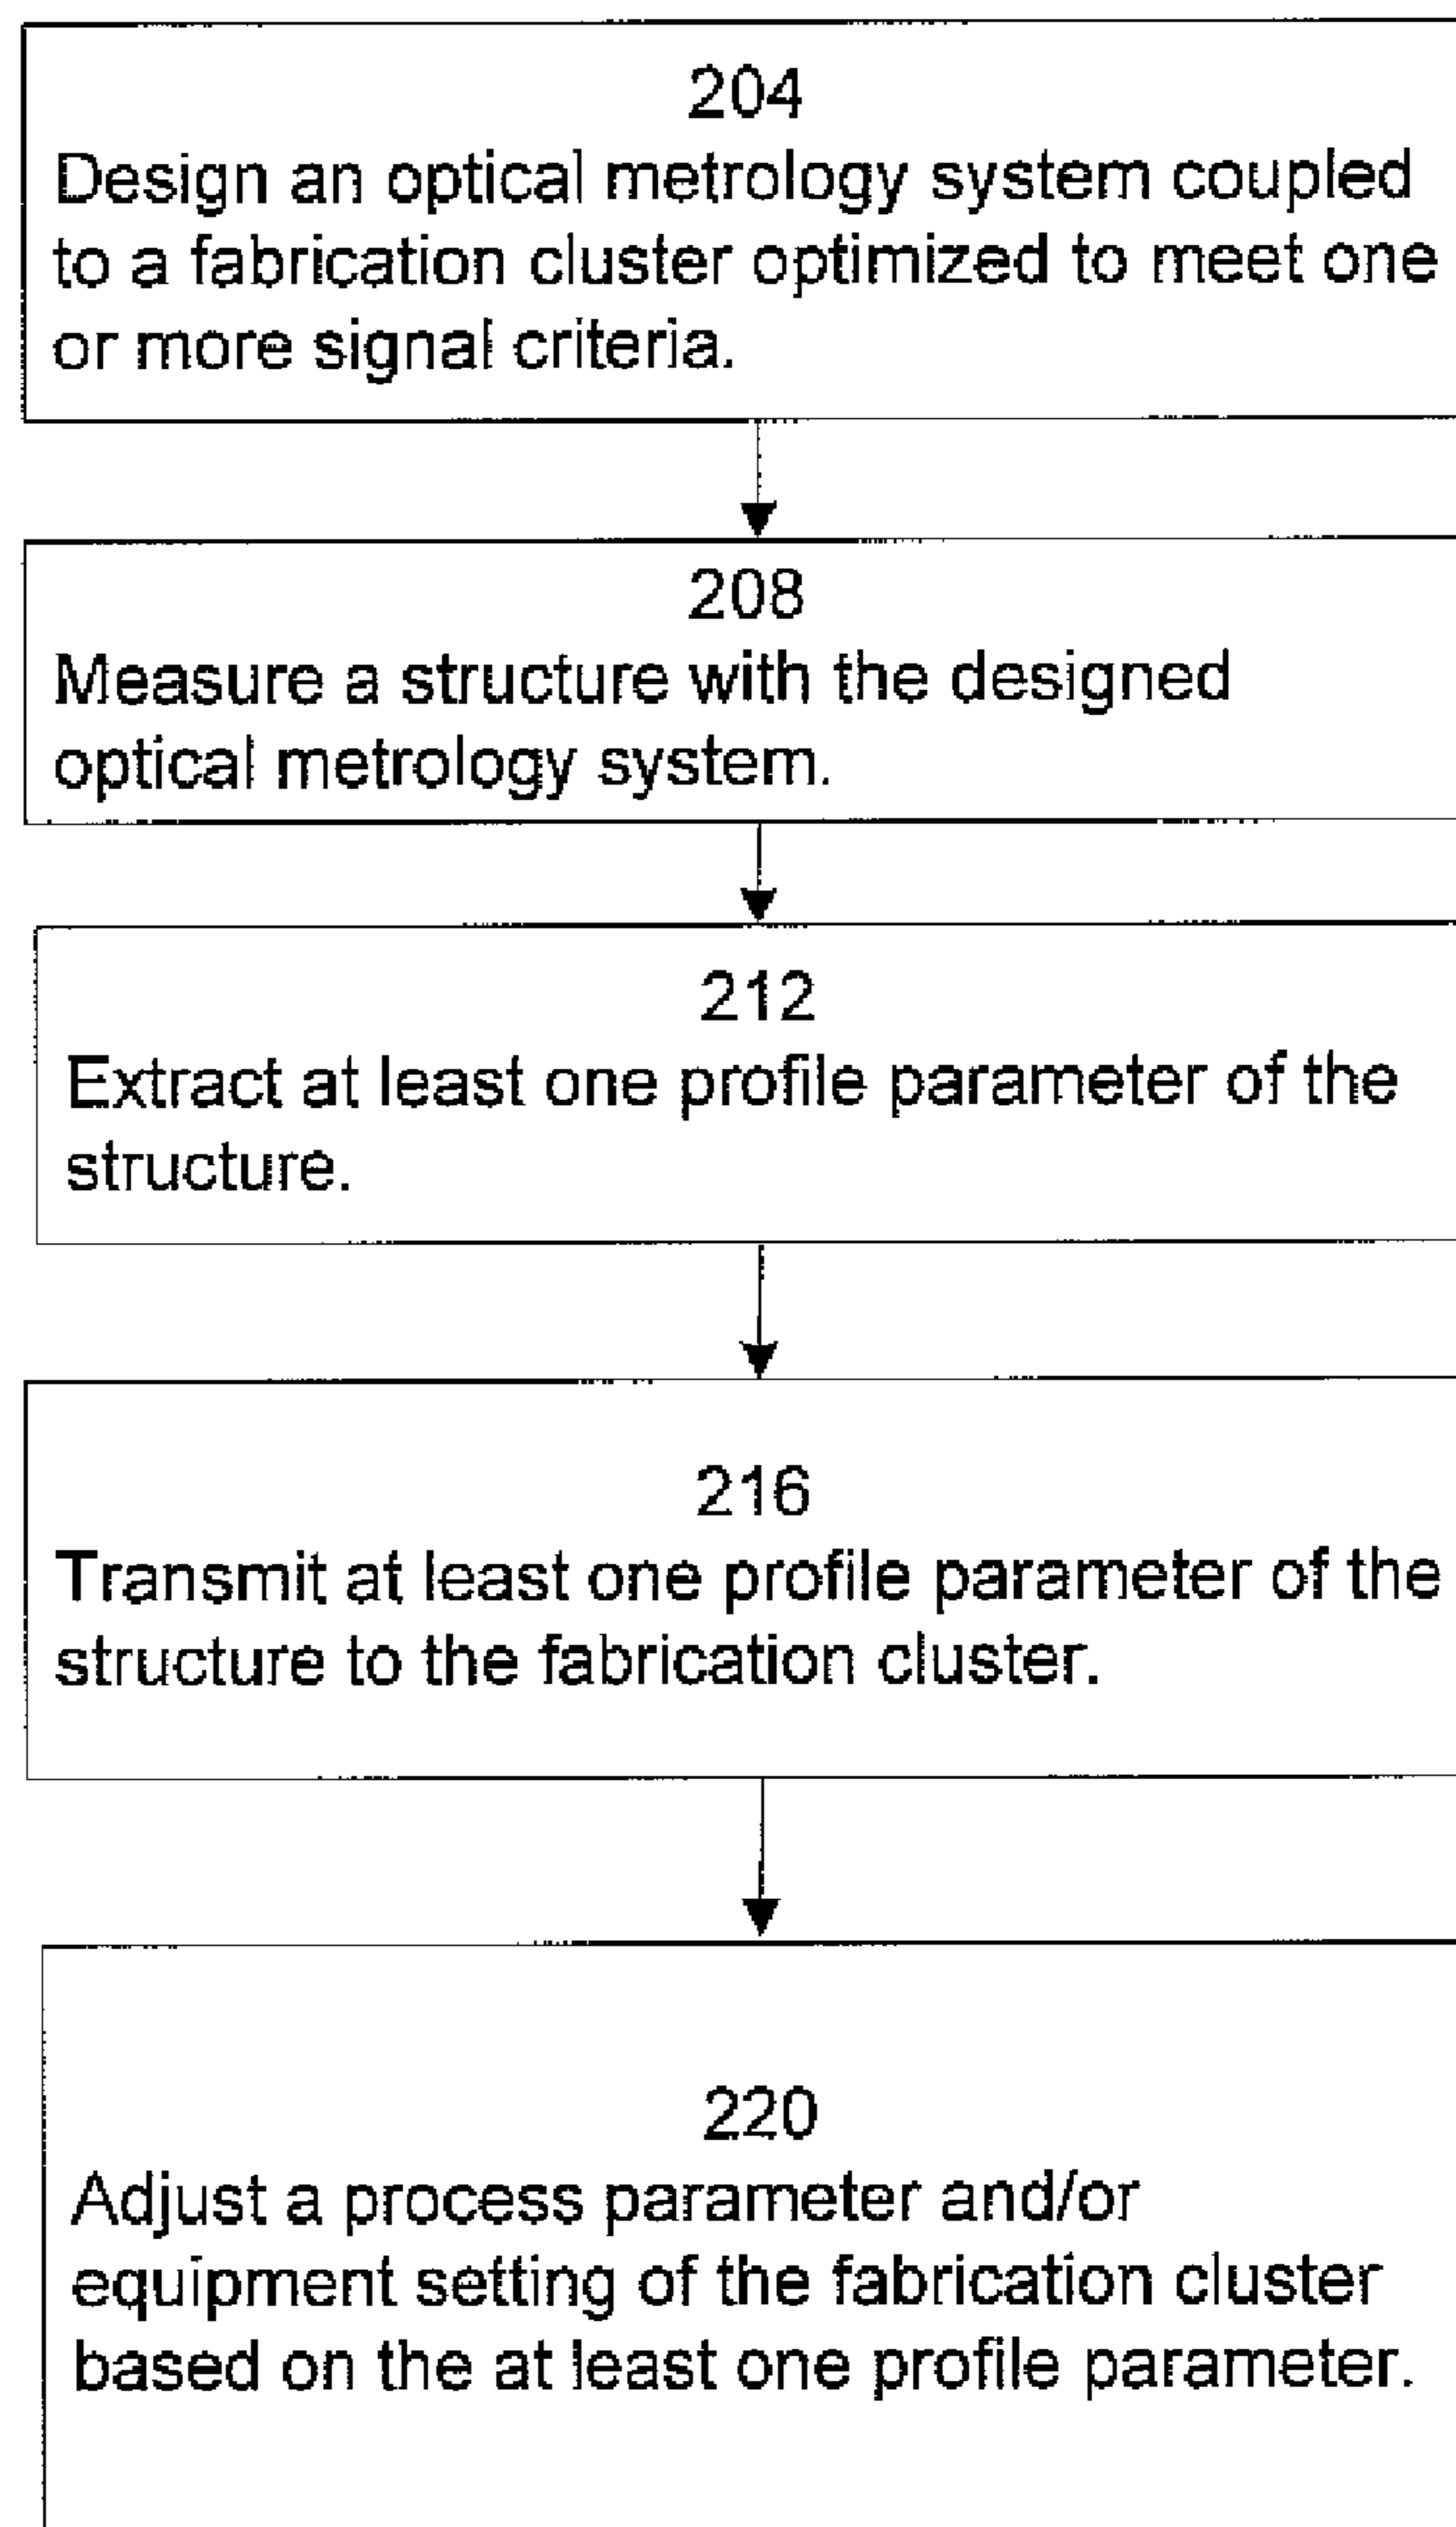 204
Design an optical metrology system coupled
to a fabrication cluster optimized to meet one
or more signal criteria.
208
Measure a structure with the designed
optical metrology system.
212
Extract at least one profile parameter of the
structure.
216
Transmit at least one profile parameter of the
structure to the fabrication cluster.
220
Adjust a process parameter and/or
equipment setting of the fabrication cluster
based on the at least one profile parameter.